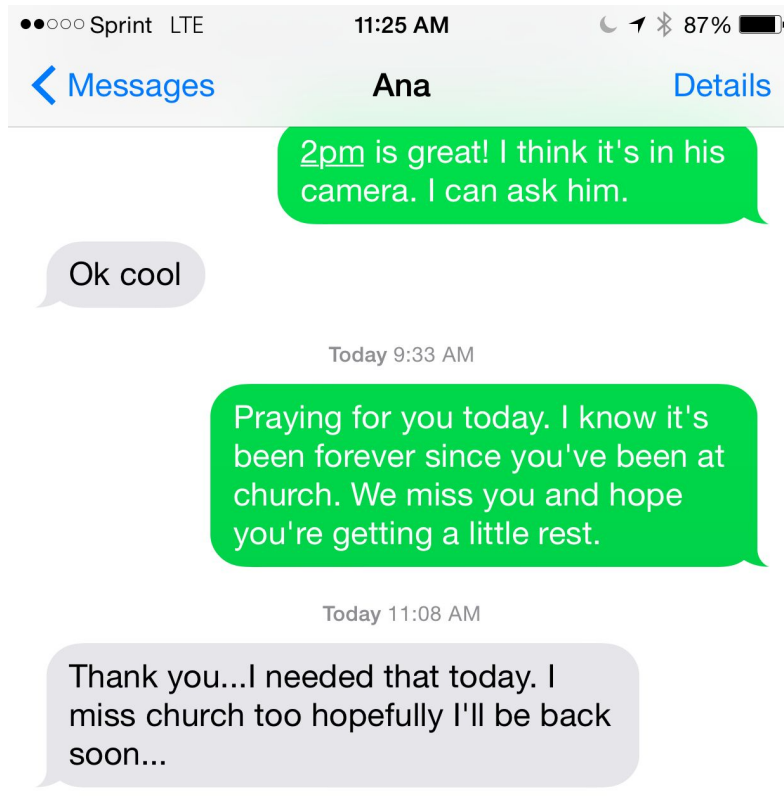 Sprint LTE 11:25 AM 87%
Messages Ana Details
2pm is great! I think it's in his
camera. I can ask him.
Ok cool
Today 9:33 AM
Praying for you today. I know it's
been forever since you've been at
church. We miss you and hope
you're getting a little rest.
Today 11:08 AM
Thank you...I needed that today. I
miss church too hopefully I'll be back
soon...